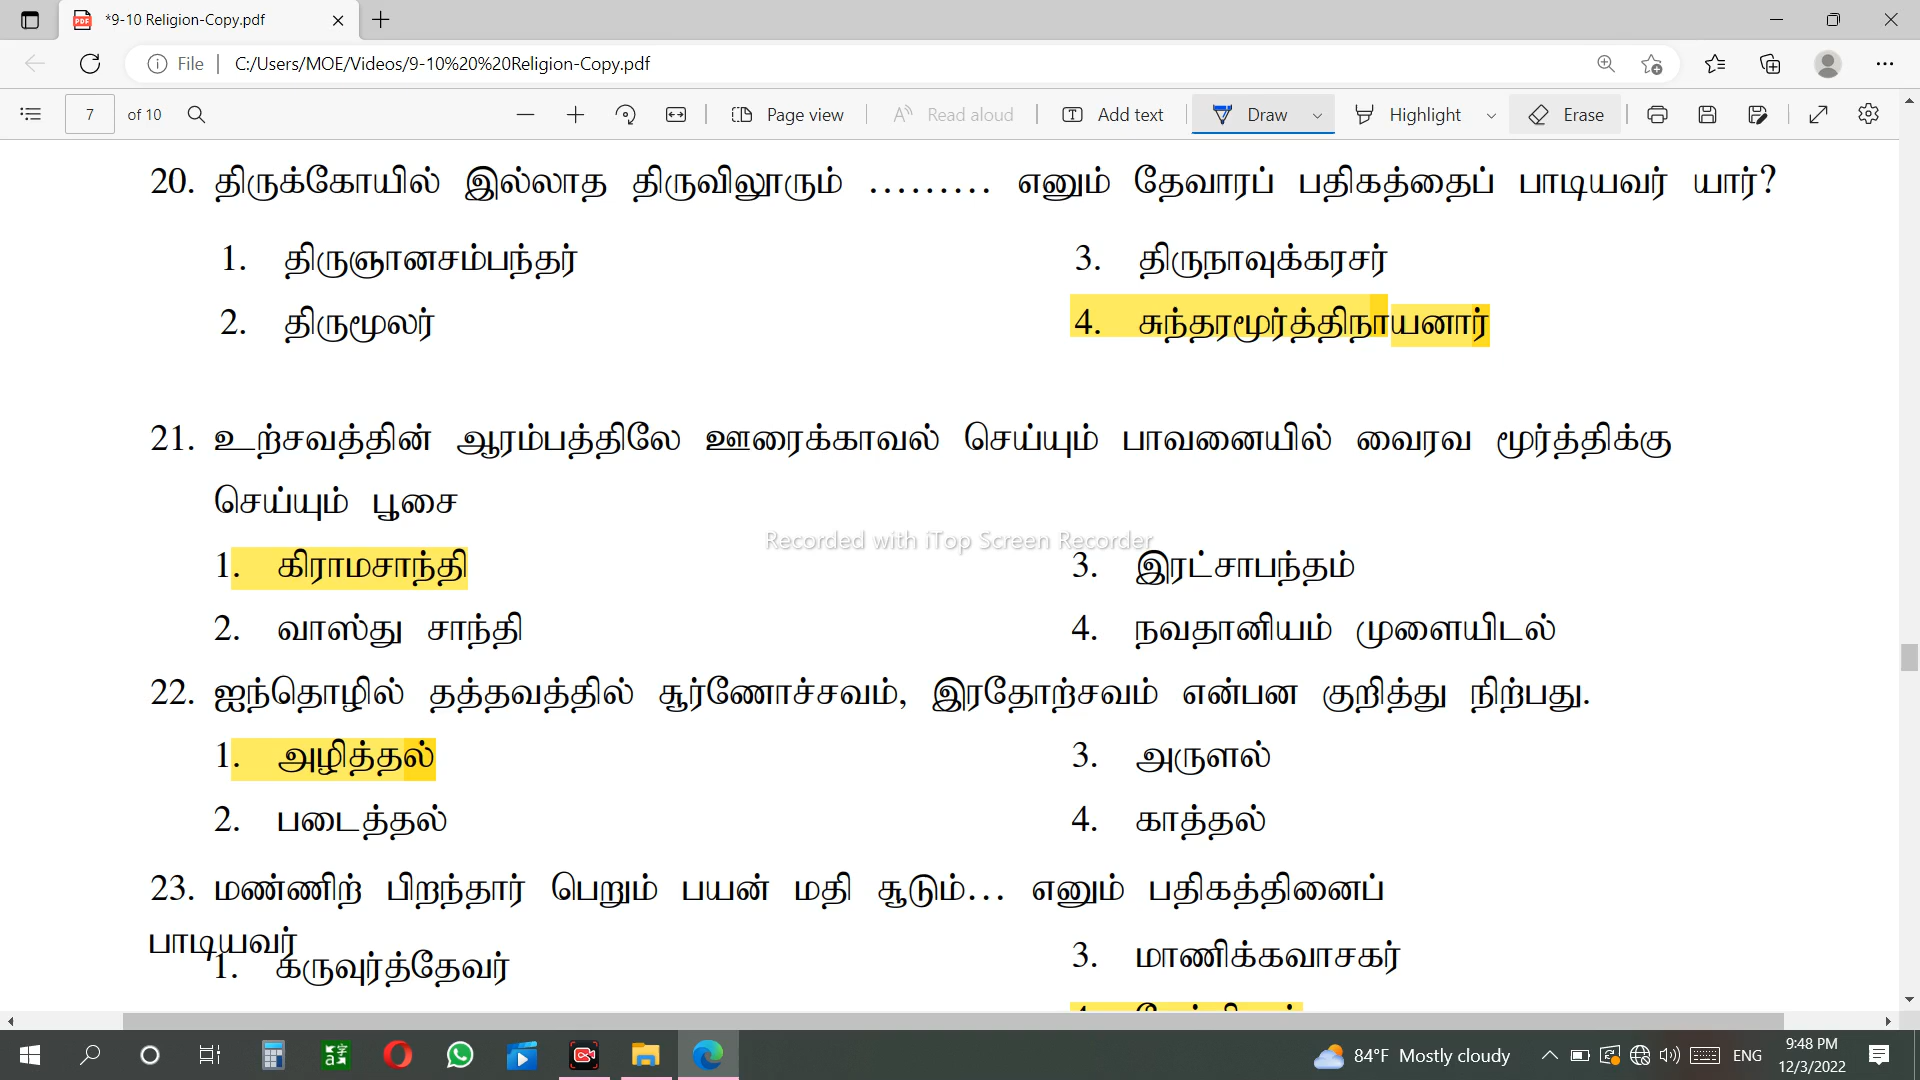 *9-10 Religion-Copy.pdf
File | C:/Users/MOE/Videos/9-10%20%20Religion-Copy.pdf
7 of 10 Page view Read aloud Add text Draw Highlight Erase
20. திருக்கோயில் இல்லாத திருவிலூரும் ......... எனும் தேவாரப் பதிகத்தைப் பாடியவர் யார்?
1. திருஞானசம்பந்தர் 3. திருநாவுக்கரசர்
2. திருமூலர் 4. சுந்தரமூர்த்திநாயனார்
21. உற்சவத்தின் ஆரம்பத்திலே ஊரைக்காவல் செய்யும் பாவனையில் வைரவ மூர்த்திக்கு
செய்யும் பூசை
Recorded with iTop Screen Recorder
1. கிராமசாந்தி 3. இரட்சாபந்தம்
2. வாஸ்து சாந்தி 4. நவதானியம் முளையிடல்
22. ஐந்தொழில் தத்தவத்தில் சூர்ணோச்சவம், இரதோற்சவம் என்பன குறித்து நிற்பது.
1. அழித்தல் 3. அருளல்
2. படைத்தல் 4. காத்தல்
23. மண்ணிற் பிறந்தார் பெறும் பயன் மதி சூடும்... எனும் பதிகத்தினைப்
பாடியவர்
1. கருவுர்த்தேவர் 3. மாணிக்கவாசகர்
84°F Mostly cloudy ENG 9:48 PM
12/3/2022